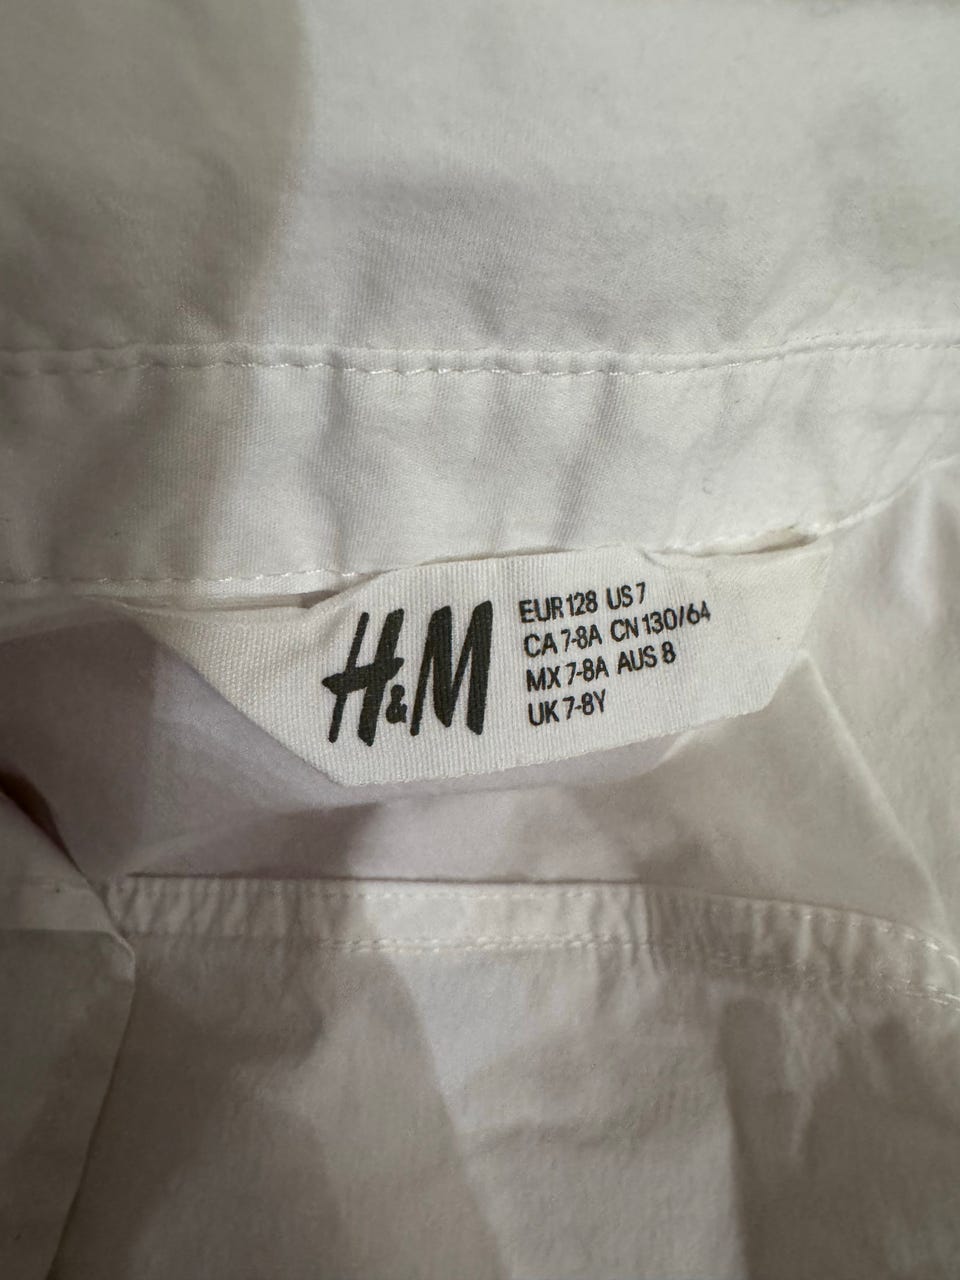 H&M
EUR 128 US 7
CA 7-8A CN 130/64
MX 7-8A AUS 8
UK 7-8Y